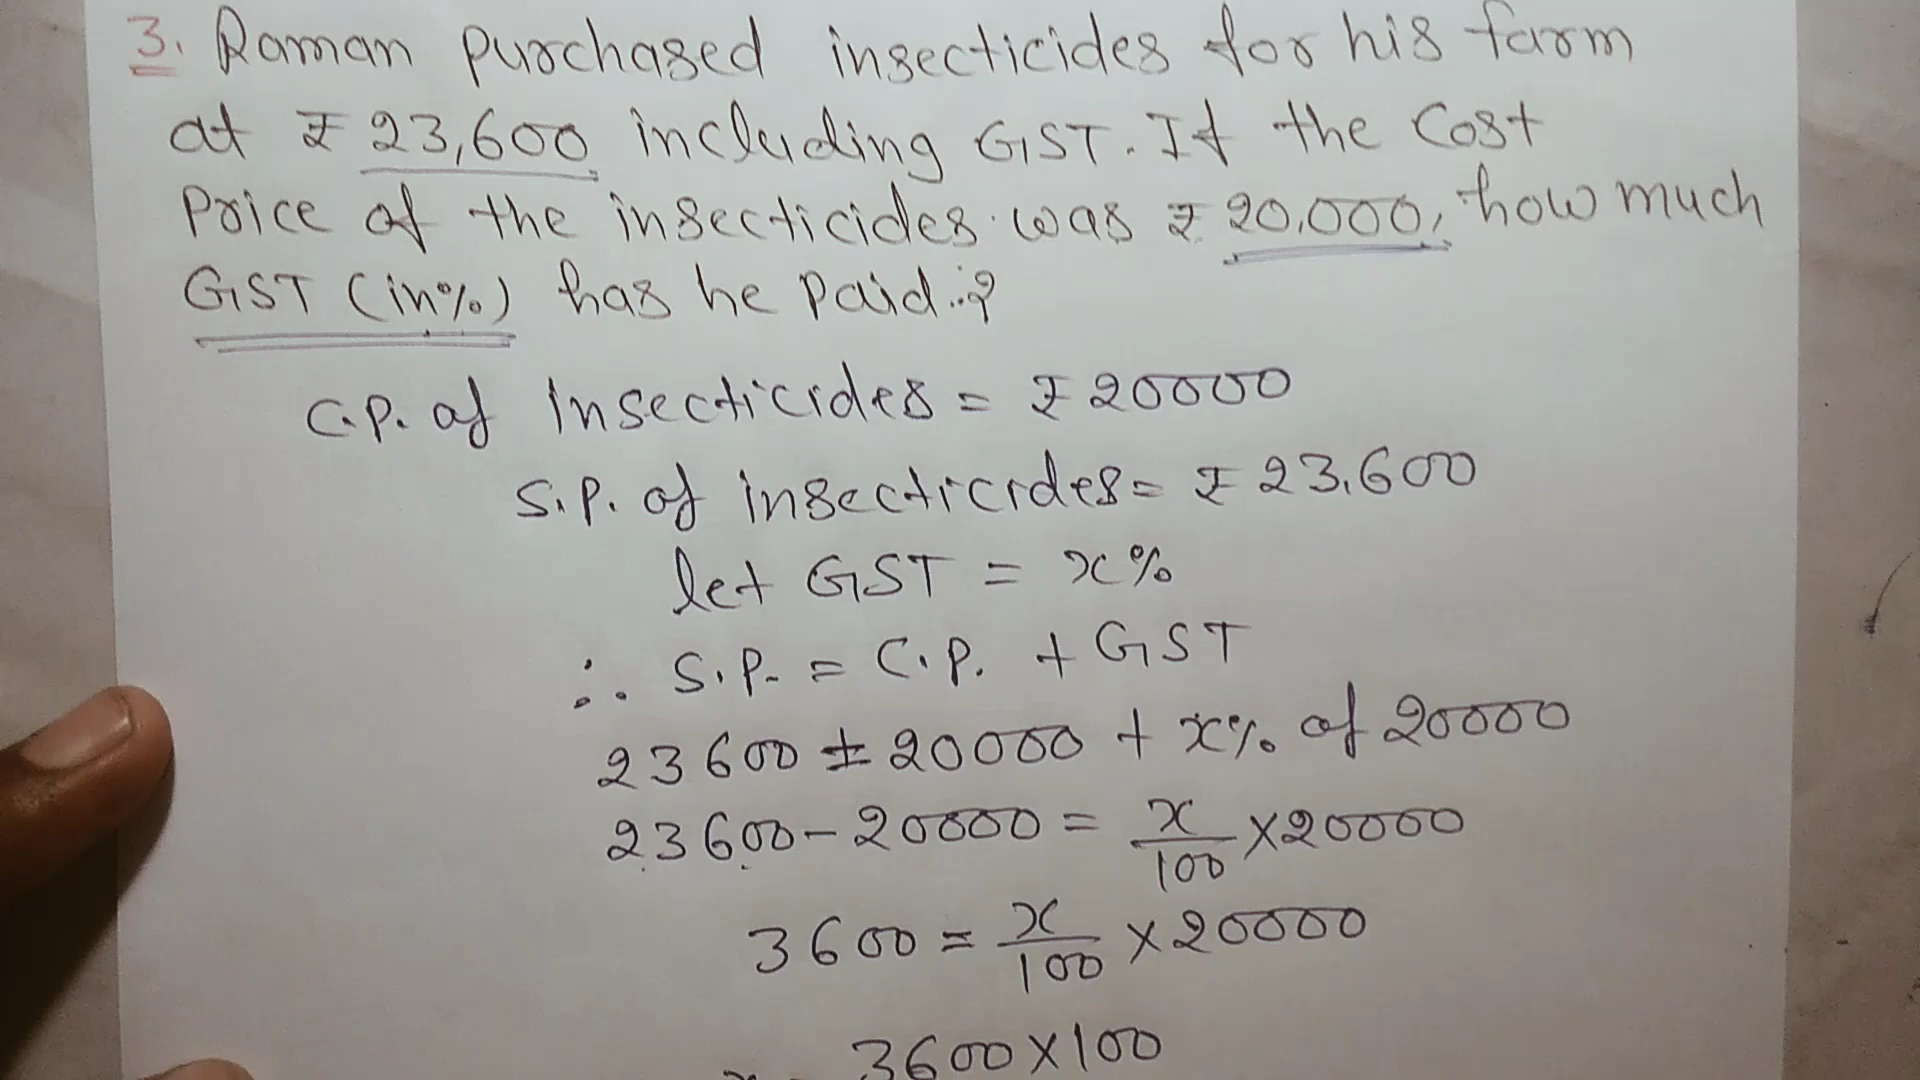 3. Raman purchased insecticides for his farm
at ₹ 23,600 including GST. If the Cost
Price of the insecticides was ₹ 20,000, how much
GST (in%) has he Paid..?
C.P. of insecticides = ₹ 20000
S.P. of insecticides = ₹ 23,600
let GST = x%
∴ S.P. = C.P. + GST
23600 ± 20000 + x% of 20000
23600 - 20000 = x/100 × 20000
3600 = x/100 × 20000
3600 × 100